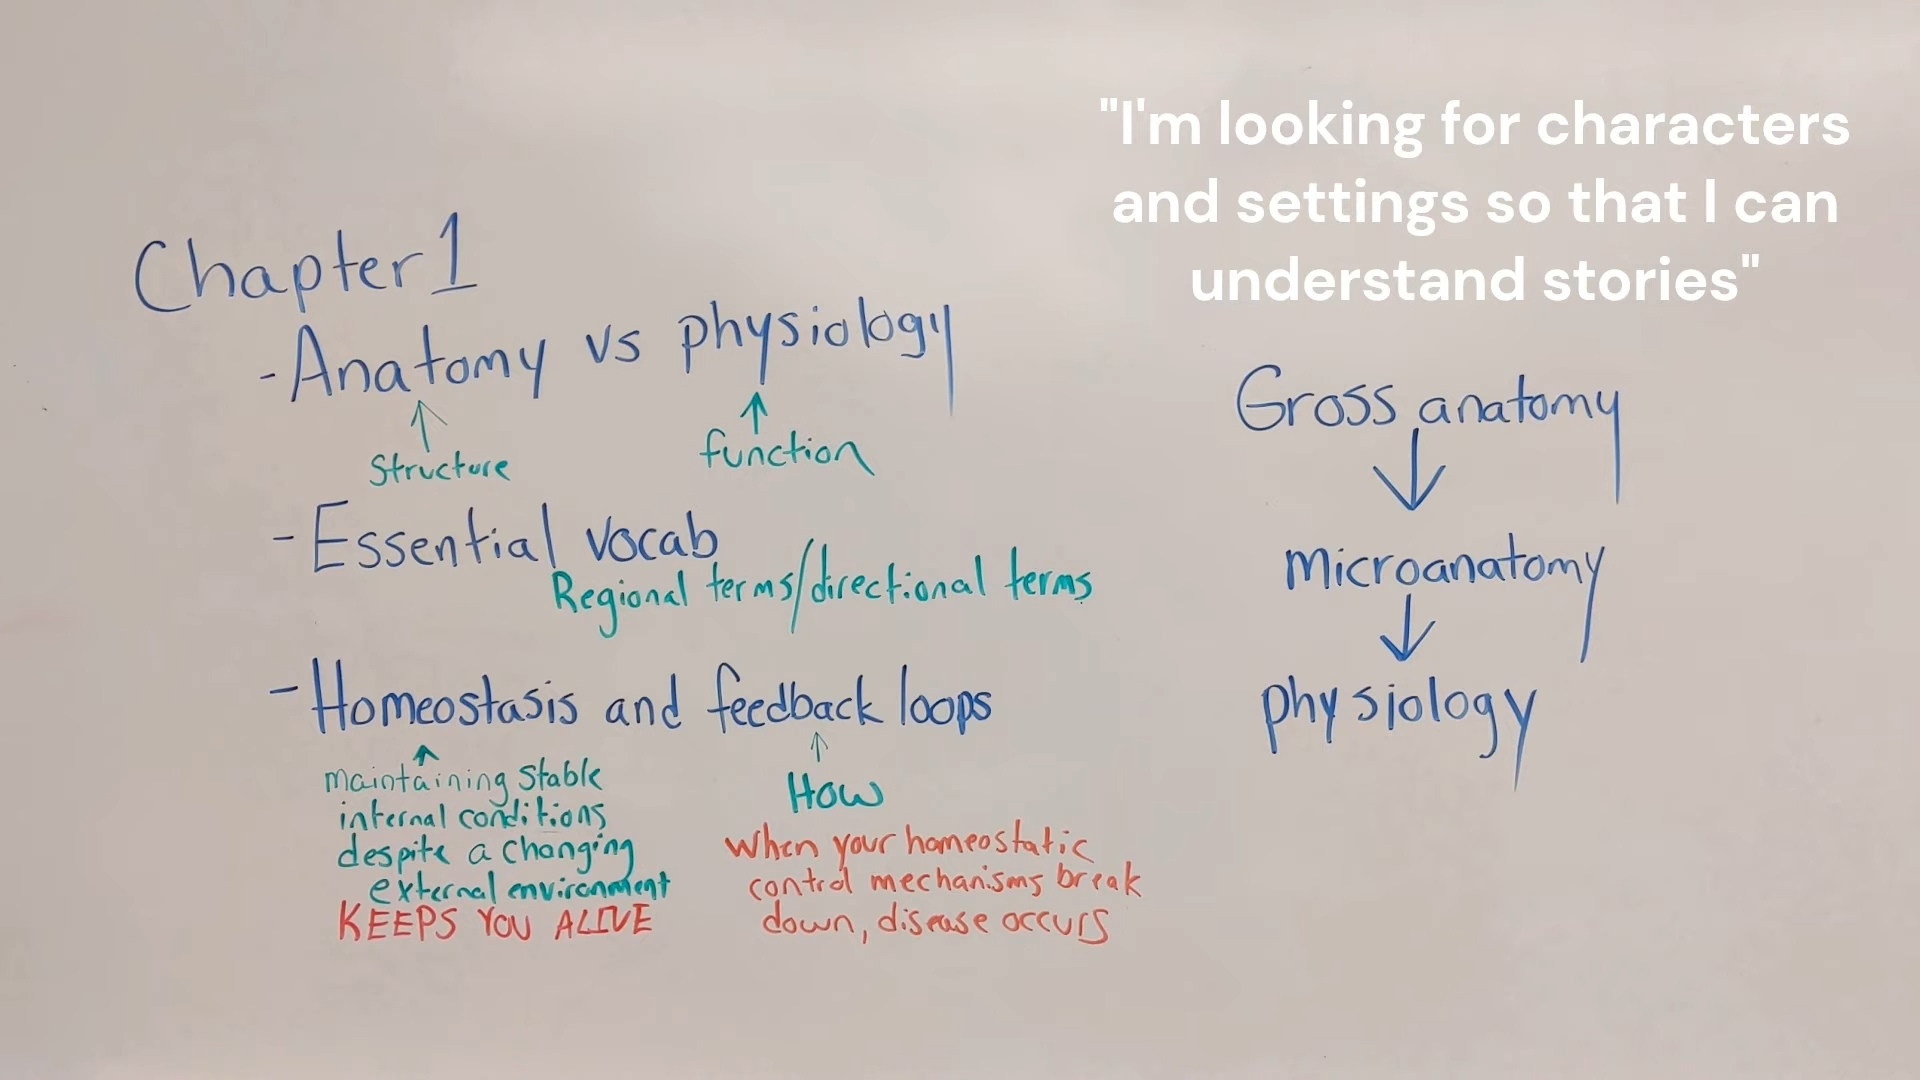 "I'm looking for characters
and settings so that I can
understand stories"
Chapter 1
- Anatomy vs physiology
Structure
function
- Essential vocab
Regional terms/directional terms
- Homeostasis and feedback loops
maintaining stable
internal conditions
despite a changing
external environment
KEEPS YOU ALIVE
How
When your homeostatic
control mechanisms break
down, disease occurs
Gross anatomy
microanatomy
physiology